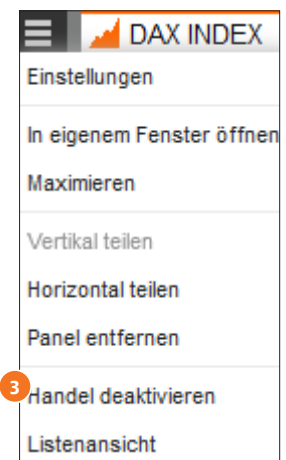 DAX INDEX
Einstellungen
In eigenem Fenster öffnen
Maximieren
Vertikal teilen
Horizontal teilen
Panel entfernen
3
Handel deaktivieren
Listenansicht